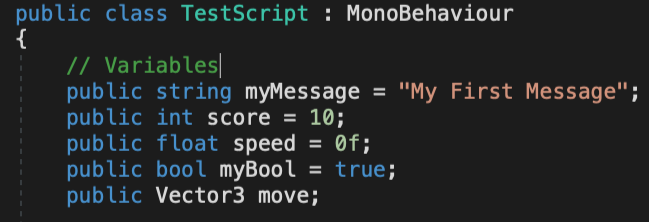 public class TestScript : MonoBehaviour
{
    // Variables
    public string myMessage = "My First Message";
    public int score = 10;
    public float speed = 0f;
    public bool myBool = true;
    public Vector3 move;